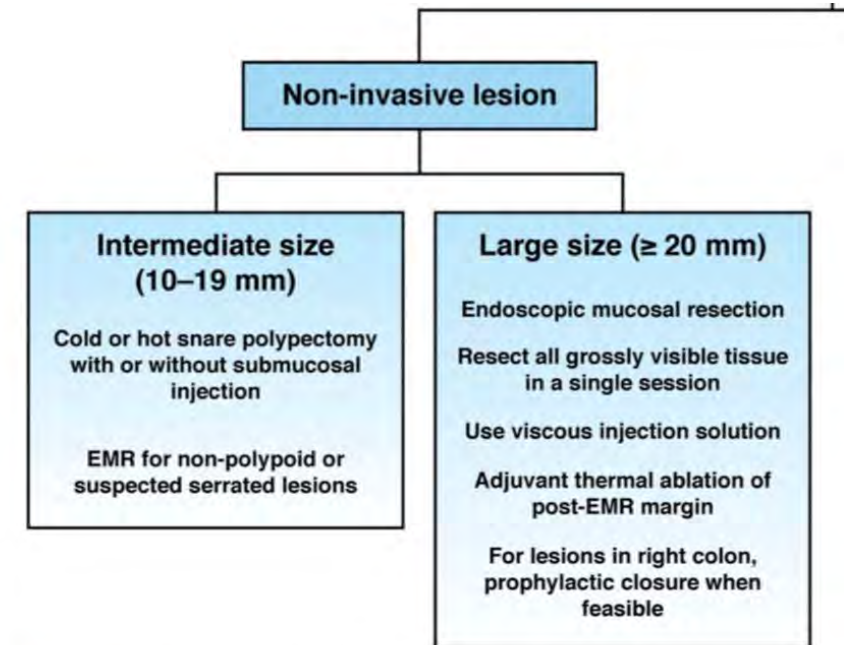 Non-invasive lesion
Intermediate size
(10–19 mm)
Cold or hot snare polypectomy
with or without submucosal
injection
EMR for non-polypoid or
suspected serrated lesions
Large size (≥ 20 mm)
Endoscopic mucosal resection
Resect all grossly visible tissue
in a single session
Use viscous injection solution
Adjuvant thermal ablation of
post-EMR margin
For lesions in right colon,
prophylactic closure when
feasible